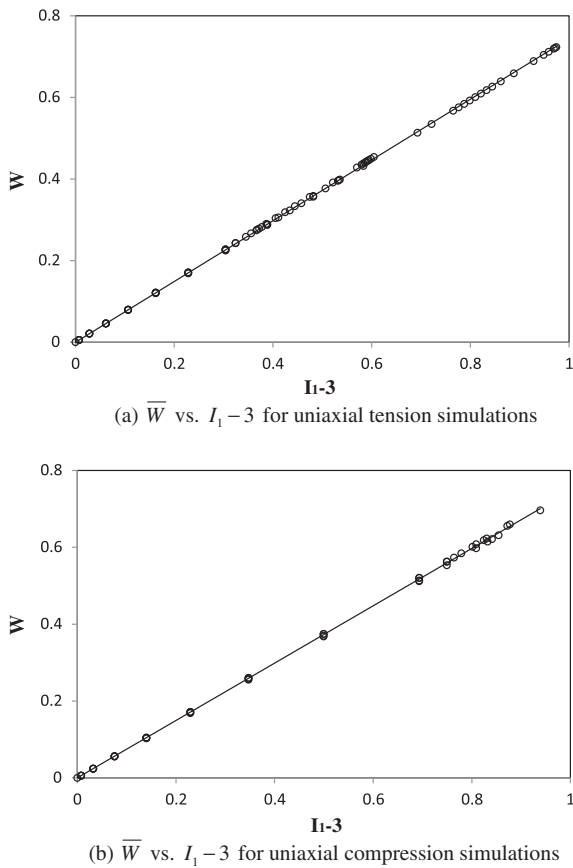 0.8
0.6
0.4
0.2
0
W
0 0.2 0.4 0.6 0.8 1
I₁-3
(a) W̅ vs. I₁ − 3 for uniaxial tension simulations
0.8
0.6
0.4
0.2
0
W
0 0.2 0.4 0.6 0.8 1
I₁-3
(b) W̅ vs. I₁ − 3 for uniaxial compression simulations